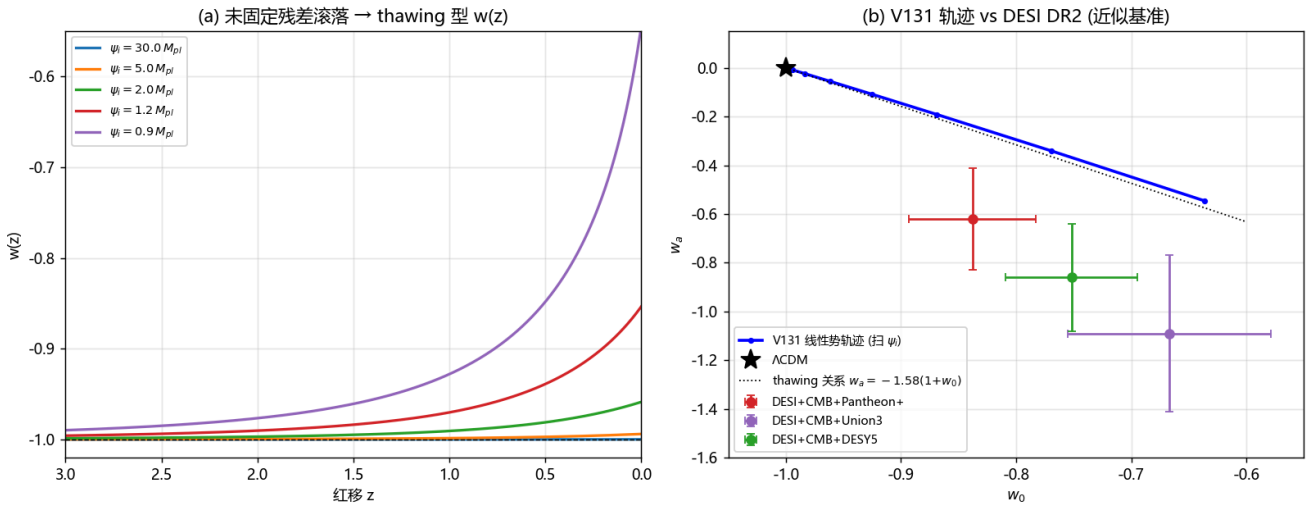 (a) 未固定残差滚落 → thawing 型 w(z)
ψᵢ = 30.0 Mₚₗ
ψᵢ = 5.0 Mₚₗ
ψᵢ = 2.0 Mₚₗ
ψᵢ = 1.2 Mₚₗ
ψᵢ = 0.9 Mₚₗ
w(z)
-0.6
-0.7
-0.8
-0.9
-1.0
3.0 2.5 2.0 1.5 1.0 0.5 0.0
红移 z
(b) V131 轨迹 vs DESI DR2 (近似基准)
wₐ
0.0
-0.2
-0.4
-0.6
-0.8
-1.0
-1.2
-1.4
-1.6
V131 线性势轨迹 (扫 ψᵢ)
ΛCDM
thawing 关系 wₐ = −1.58(1+w₀)
DESI+CMB+Pantheon+
DESI+CMB+Union3
DESI+CMB+DESY5
-1.0 -0.9 -0.8 -0.7 -0.6
w₀